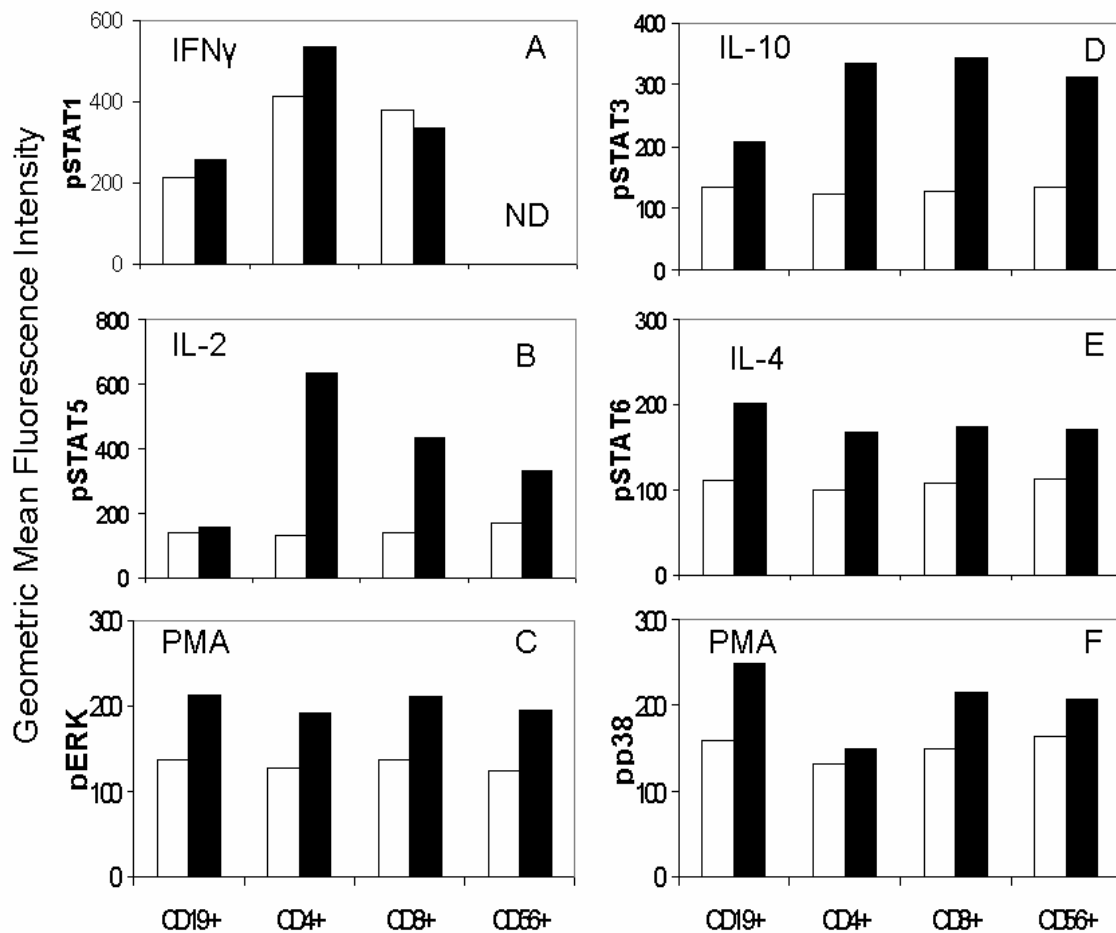 Geometric Mean Fluorescence Intensity
pSTAT1
600
400
200
0
IFNγ
A
ND
pSTAT5
800
600
400
200
0
IL-2
B
pERK
300
200
100
0
PMA
C
CD19+ CD4+ CD8+ CD56+
pSTAT3
400
300
200
100
0
IL-10
D
pSTAT6
300
200
100
0
IL-4
E
pp38
300
200
100
0
PMA
F
CD19+ CD4+ CD8+ CD56+